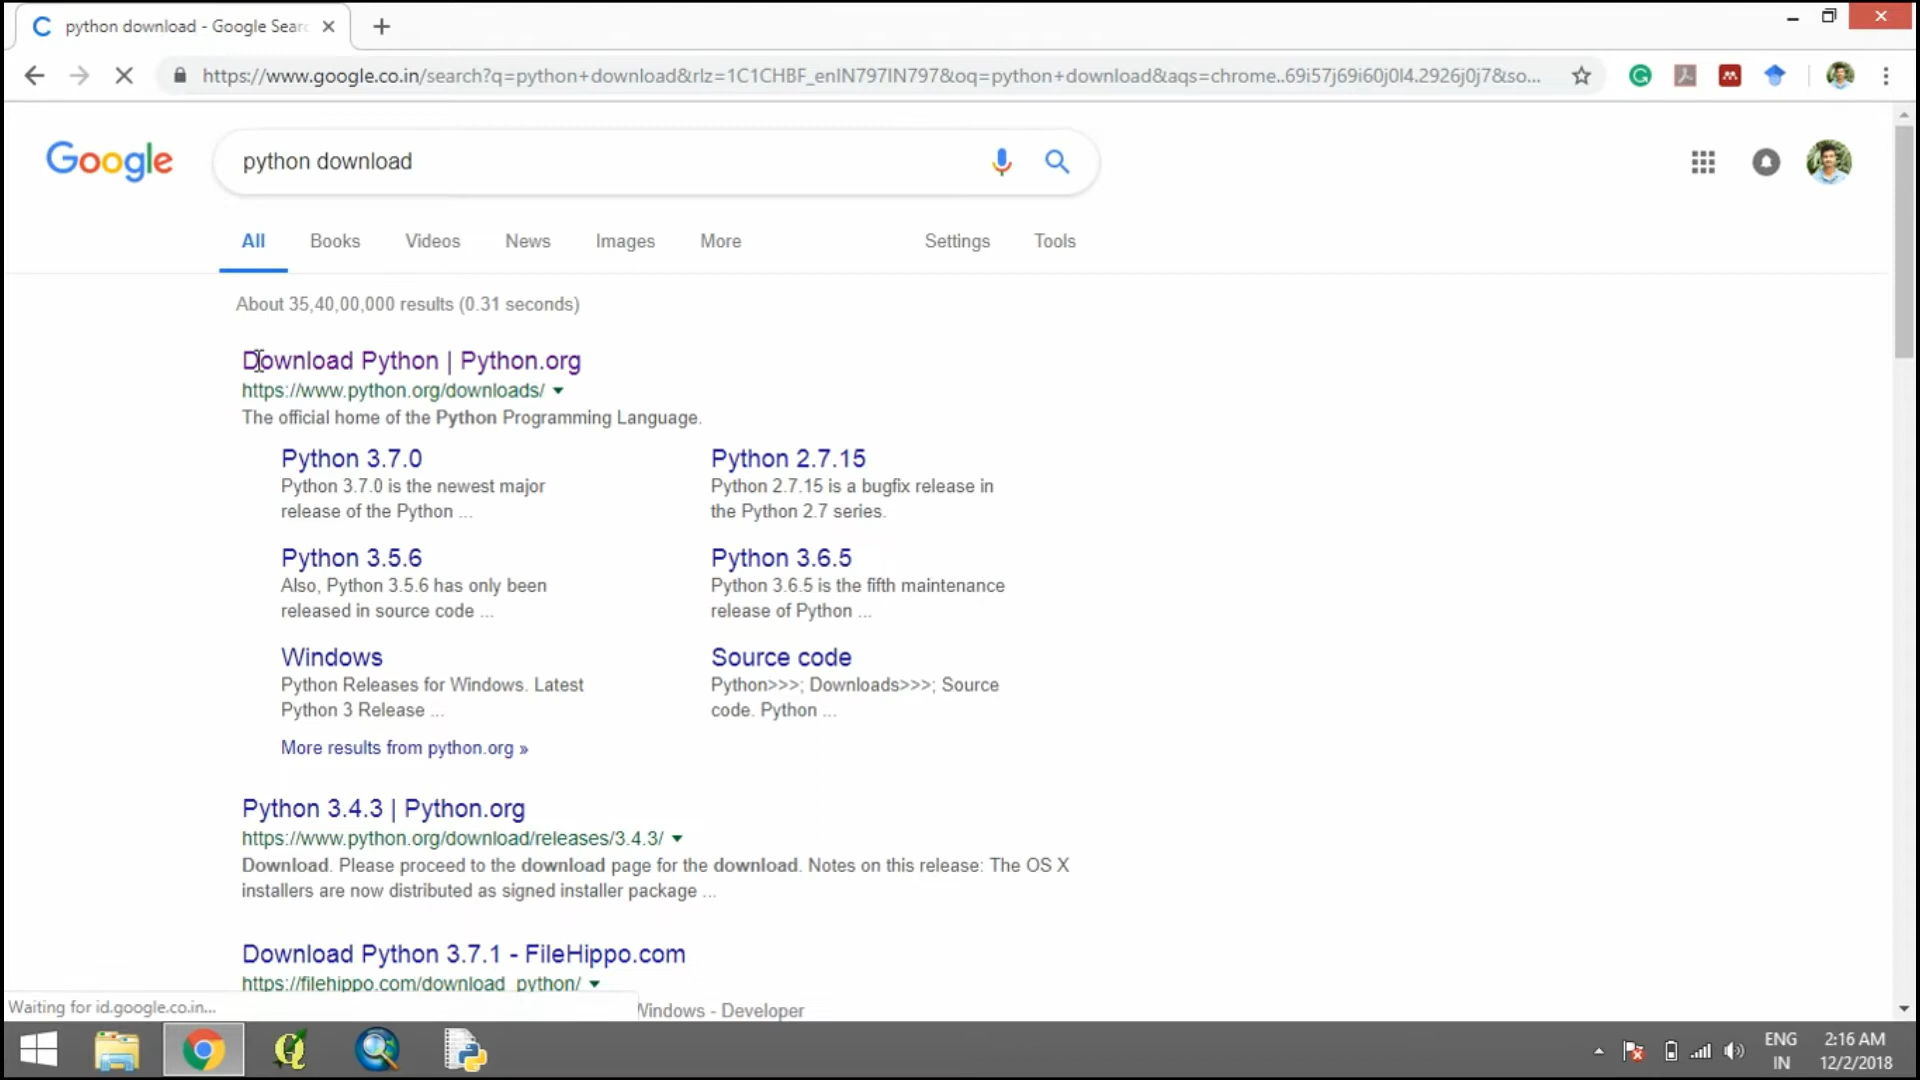 python download - Google Sear
https://www.google.co.in/search?q=python+download&rlz=1C1CHBF_enIN797IN797&oq=python+download&aqs=chrome..69i57j69i60j0l4.2926j0j7&so...
Google
python download
All Books Videos News Images More Settings Tools
About 35,40,00,000 results (0.31 seconds)
Download Python | Python.org
https://www.python.org/downloads/
The official home of the Python Programming Language.
Python 3.7.0
Python 3.7.0 is the newest major
release of the Python ...
Python 2.7.15
Python 2.7.15 is a bugfix release in
the Python 2.7 series.
Python 3.5.6
Also, Python 3.5.6 has only been
released in source code ...
Python 3.6.5
Python 3.6.5 is the fifth maintenance
release of Python ...
Windows
Python Releases for Windows. Latest
Python 3 Release ...
Source code
Python>>>; Downloads>>>; Source
code. Python ...
More results from python.org »
Python 3.4.3 | Python.org
https://www.python.org/download/releases/3.4.3/
Download. Please proceed to the download page for the download. Notes on this release: The OS X
installers are now distributed as signed installer package ...
Download Python 3.7.1 - FileHippo.com
https://filehippo.com/download_python/
Waiting for id.google.co.in...
Windows - Developer
ENG
IN
2:16 AM
12/2/2018